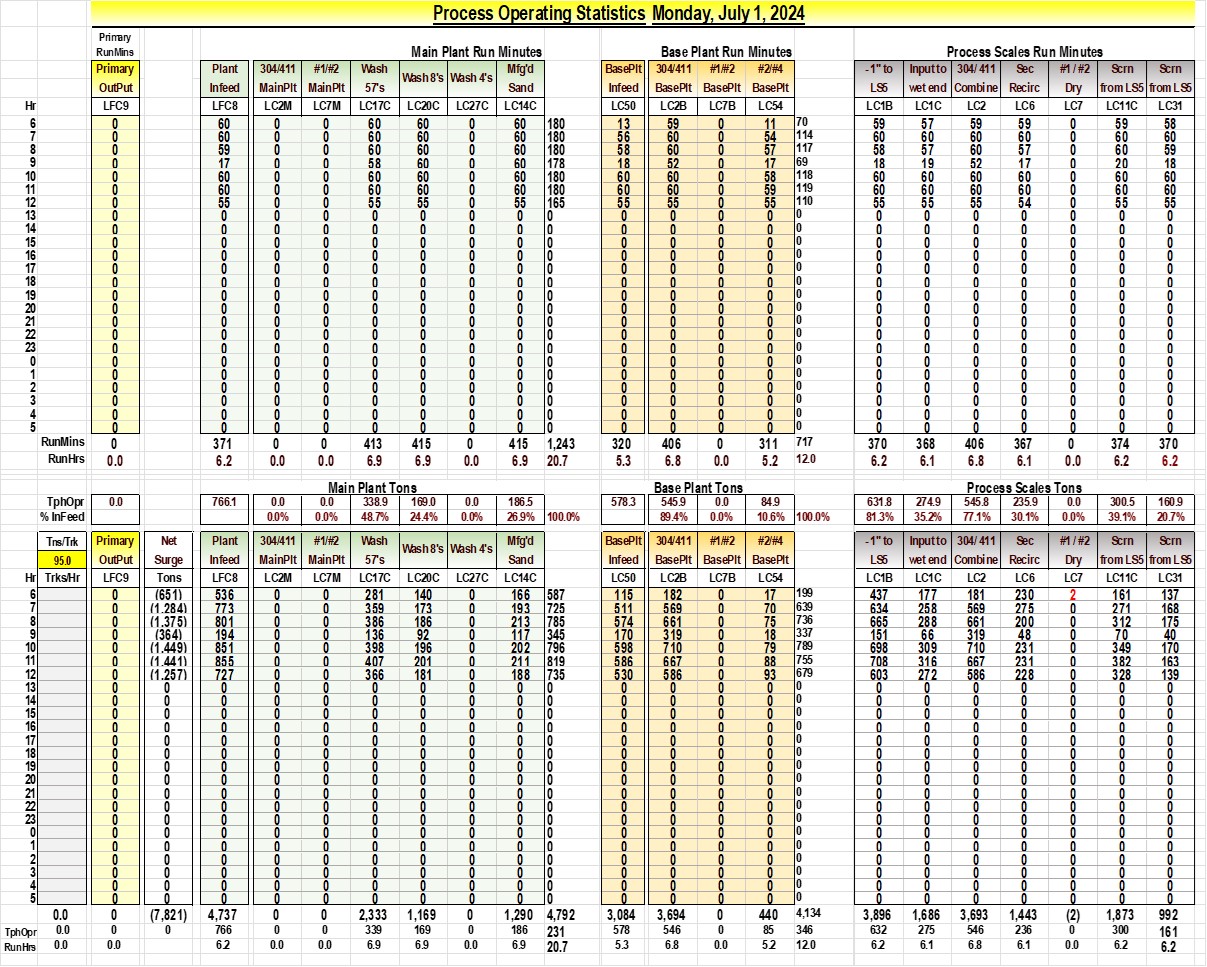 Process Operating Statistics Monday, July 1, 2024
Primary
RunMins Main Plant Run Minutes Base Plant Run Minutes Process Scales Run Minutes
Primary Plant 304/411 #1/#2 Wash Wash 8's Wash 4's Mfg'd BasePlt 304/411 #1/#2 #2/#4 -1" to Input to 304/ 411 Sec #1 / #2 Scrn Scrn
OutPut Infeed MainPlt MainPlt 57's Sand Infeed BasePlt BasePlt BasePlt LS5 wet end Combine Recirc Dry from LS5 from LS5
Hr LFC9 LFC8 LC2M LC7M LC17C LC20C LC27C LC14C LC50 LC2B LC7B LC54 LC1B LC1C LC2 LC6 LC7 LC11C LC31
6 0 60 0 0 60 60 0 60 180 13 59 0 11 70 59 57 59 59 0 59 58
7 0 60 0 0 60 60 0 60 180 56 60 0 54 114 60 60 60 60 0 60 60
8 0 59 0 0 60 60 0 60 180 58 60 0 57 117 58 57 60 57 0 60 59
9 0 17 0 0 58 60 0 60 178 18 52 0 17 69 18 19 52 17 0 20 18
10 0 60 0 0 60 60 0 60 180 60 60 0 58 118 60 60 60 60 0 60 60
11 0 60 0 0 60 60 0 60 180 60 60 0 59 119 60 60 60 60 0 60 60
12 0 55 0 0 55 55 0 55 165 55 55 0 55 110 55 55 55 54 0 55 55
13 0 0 0 0 0 0 0 0 0 0 0 0 0 0 0 0 0 0 0 0 0
14 0 0 0 0 0 0 0 0 0 0 0 0 0 0 0 0 0 0 0 0 0
15 0 0 0 0 0 0 0 0 0 0 0 0 0 0 0 0 0 0 0 0 0
16 0 0 0 0 0 0 0 0 0 0 0 0 0 0 0 0 0 0 0 0 0
17 0 0 0 0 0 0 0 0 0 0 0 0 0 0 0 0 0 0 0 0 0
18 0 0 0 0 0 0 0 0 0 0 0 0 0 0 0 0 0 0 0 0 0
19 0 0 0 0 0 0 0 0 0 0 0 0 0 0 0 0 0 0 0 0 0
20 0 0 0 0 0 0 0 0 0 0 0 0 0 0 0 0 0 0 0 0 0
21 0 0 0 0 0 0 0 0 0 0 0 0 0 0 0 0 0 0 0 0 0
22 0 0 0 0 0 0 0 0 0 0 0 0 0 0 0 0 0 0 0 0 0
23 0 0 0 0 0 0 0 0 0 0 0 0 0 0 0 0 0 0 0 0 0
0 0 0 0 0 0 0 0 0 0 0 0 0 0 0 0 0 0 0 0 0 0
1 0 0 0 0 0 0 0 0 0 0 0 0 0 0 0 0 0 0 0 0 0
2 0 0 0 0 0 0 0 0 0 0 0 0 0 0 0 0 0 0 0 0 0
3 0 0 0 0 0 0 0 0 0 0 0 0 0 0 0 0 0 0 0 0 0
4 0 0 0 0 0 0 0 0 0 0 0 0 0 0 0 0 0 0 0 0 0
5 0 0 0 0 0 0 0 0 0 0 0 0 0 0 0 0 0 0 0 0 0
RunMins 0 371 0 0 413 415 0 415 1,243 320 406 0 311 717 370 368 406 367 0 374 370
RunHrs 0.0 6.2 0.0 0.0 6.9 6.9 0.0 6.9 20.7 5.3 6.8 0.0 5.2 12.0 6.2 6.1 6.8 6.1 0.0 6.2 6.2
Main Plant Tons Base Plant Tons Process Scales Tons
TphOpr 0.0 766.1 0.0 0.0 338.9 169.0 0.0 186.5 578.3 545.9 0.0 84.9 631.8 274.9 545.8 235.9 0.0 300.5 160.9
% InFeed 0.0% 0.0% 48.7% 24.4% 0.0% 26.9% 100.0% 89.4% 0.0% 10.6% 100.0% 81.3% 35.2% 77.1% 30.1% 0.0% 39.1% 20.7%
Tns/Trk Primary Net Plant 304/411 #1/#2 Wash Wash 8's Wash 4's Mfg'd BasePlt 304/411 #1/#2 #2/#4 -1" to Input to 304/ 411 Sec #1 / #2 Scrn Scrn
95.0 OutPut Surge Infeed MainPlt MainPlt 57's Sand Infeed BasePlt BasePlt BasePlt LS5 wet end Combine Recirc Dry from LS5 from LS5
Hr Trks/Hr LFC9 Tons LFC8 LC2M LC7M LC17C LC20C LC27C LC14C LC50 LC2B LC7B LC54 LC1B LC1C LC2 LC6 LC7 LC11C LC31
6 0 (651) 536 0 0 281 140 0 166 587 115 182 0 17 199 437 177 181 230 2 161 137
7 0 (1,284) 773 0 0 359 173 0 193 725 511 569 0 70 639 634 258 569 275 0 271 168
8 0 (1,375) 801 0 0 386 186 0 213 785 574 661 0 75 736 665 288 661 200 0 312 175
9 0 (364) 194 0 0 136 92 0 117 345 170 319 0 18 337 151 66 319 48 0 70 40
10 0 (1,449) 851 0 0 398 196 0 202 796 598 710 0 79 789 698 309 710 231 0 349 170
11 0 (1,441) 855 0 0 407 201 0 211 819 586 667 0 88 755 708 316 667 231 0 382 163
12 0 (1,257) 727 0 0 366 181 0 188 735 530 586 0 93 679 603 272 586 228 0 328 139
13 0 0 0 0 0 0 0 0 0 0 0 0 0 0 0 0 0 0 0 0 0 0
14 0 0 0 0 0 0 0 0 0 0 0 0 0 0 0 0 0 0 0 0 0 0
15 0 0 0 0 0 0 0 0 0 0 0 0 0 0 0 0 0 0 0 0 0 0
16 0 0 0 0 0 0 0 0 0 0 0 0 0 0 0 0 0 0 0 0 0 0
17 0 0 0 0 0 0 0 0 0 0 0 0 0 0 0 0 0 0 0 0 0 0
18 0 0 0 0 0 0 0 0 0 0 0 0 0 0 0 0 0 0 0 0 0 0
19 0 0 0 0 0 0 0 0 0 0 0 0 0 0 0 0 0 0 0 0 0 0
20 0 0 0 0 0 0 0 0 0 0 0 0 0 0 0 0 0 0 0 0 0 0
21 0 0 0 0 0 0 0 0 0 0 0 0 0 0 0 0 0 0 0 0 0 0
22 0 0 0 0 0 0 0 0 0 0 0 0 0 0 0 0 0 0 0 0 0 0
23 0 0 0 0 0 0 0 0 0 0 0 0 0 0 0 0 0 0 0 0 0 0
0 0 0 0 0 0 0 0 0 0 0 0 0 0 0 0 0 0 0 0 0 0 0
1 0 0 0 0 0 0 0 0 0 0 0 0 0 0 0 0 0 0 0 0 0 0
2 0 0 0 0 0 0 0 0 0 0 0 0 0 0 0 0 0 0 0 0 0 0
3 0 0 0 0 0 0 0 0 0 0 0 0 0 0 0 0 0 0 0 0 0 0
4 0 0 0 0 0 0 0 0 0 0 0 0 0 0 0 0 0 0 0 0 0 0
5 0 0 0 0 0 0 0 0 0 0 0 0 0 0 0 0 0 0 0 0 0 0
0.0 0 (7,821) 4,737 0 0 2,333 1,169 0 1,290 4,792 3,084 3,694 0 440 4,134 3,896 1,686 3,693 1,443 (2) 1,873 992
TphOpr 0.0 0 0 766 0 0 339 169 0 186 231 578 546 0 85 346 632 275 546 236 0 300 161
RunHrs 0.0 0.0 6.2 0.0 0.0 6.9 6.9 0.0 6.9 20.7 5.3 6.8 0.0 5.2 12.0 6.2 6.1 6.8 6.1 0.0 6.2 6.2